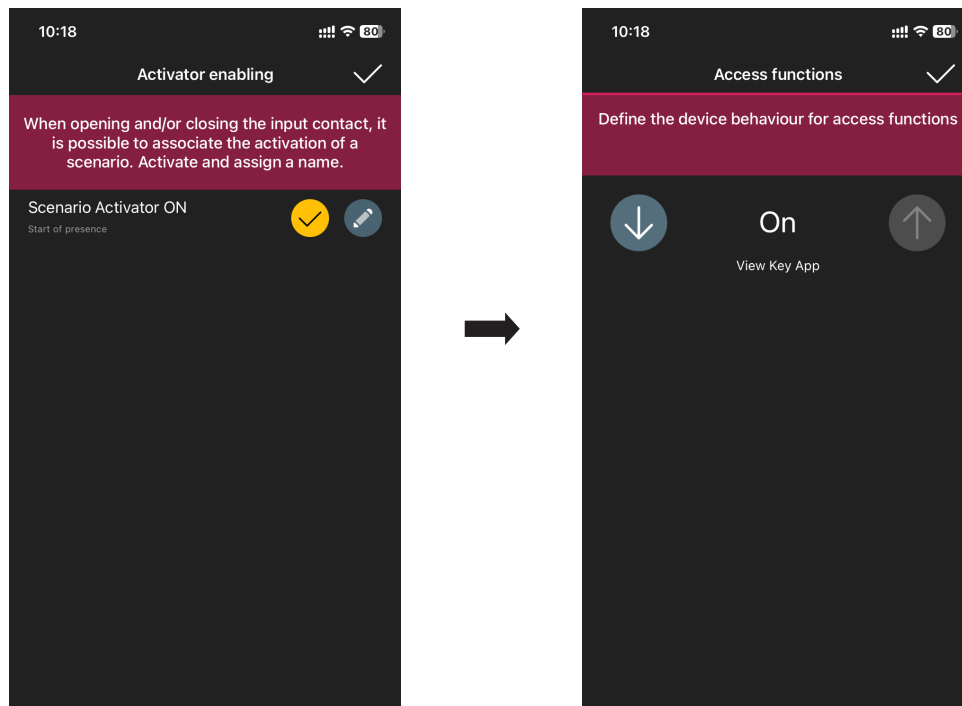 10:18
80
Activator enabling
When opening and/or closing the input contact, it
is possible to associate the activation of a
scenario. Activate and assign a name.
Scenario Activator ON
Start of presence
10:18
80
Access functions
Define the device behaviour for access functions
On
View Key App